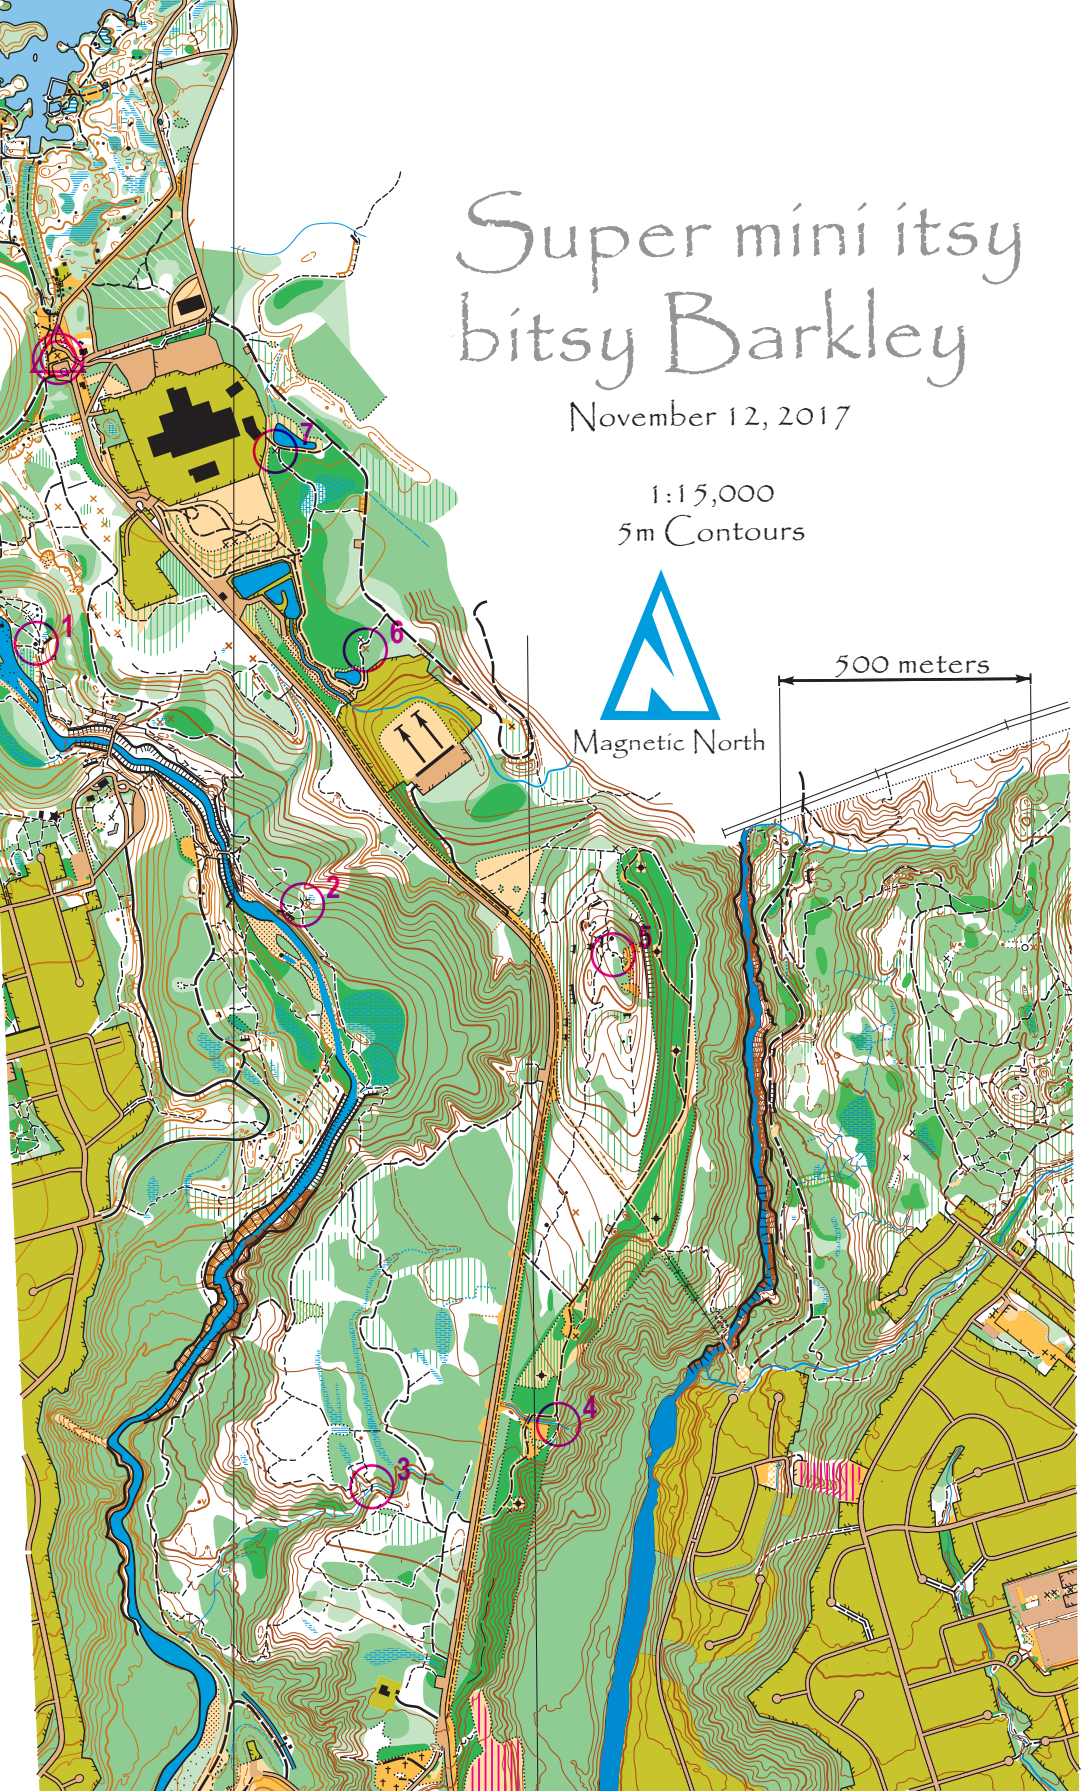 Super mini itsy
bitsy Barkley
November 12, 2017
1:15,000
5m Contours
N
Magnetic North
500 meters
7
6
1
2
5
4
3